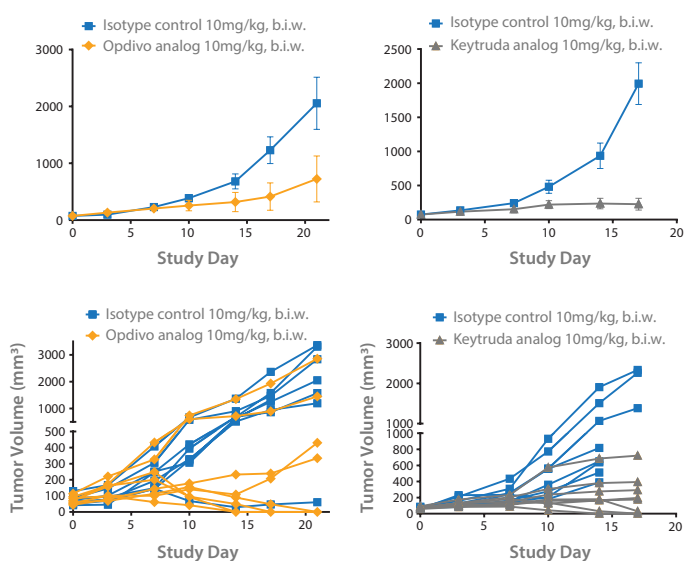 Isotype control 10mg/kg, b.i.w.
Opdivo analog 10mg/kg, b.i.w.
3000
2000
1000
0
0 5 10 15 20
Study Day
Isotype control 10mg/kg, b.i.w.
Keytruda analog 10mg/kg, b.i.w.
2500
2000
1500
1000
500
0
0 5 10 15 20
Study Day
Isotype control 10mg/kg, b.i.w.
Opdivo analog 10mg/kg, b.i.w.
Tumor Volume (mm³)
3000
2000
1000
500
400
300
200
100
0
0 5 10 15 20
Study Day
Isotype control 10mg/kg, b.i.w.
Keytruda analog 10mg/kg, b.i.w.
Tumor Volume (mm³)
3000
2000
1000
1000
800
600
400
200
0
0 5 10 15 20
Study Day